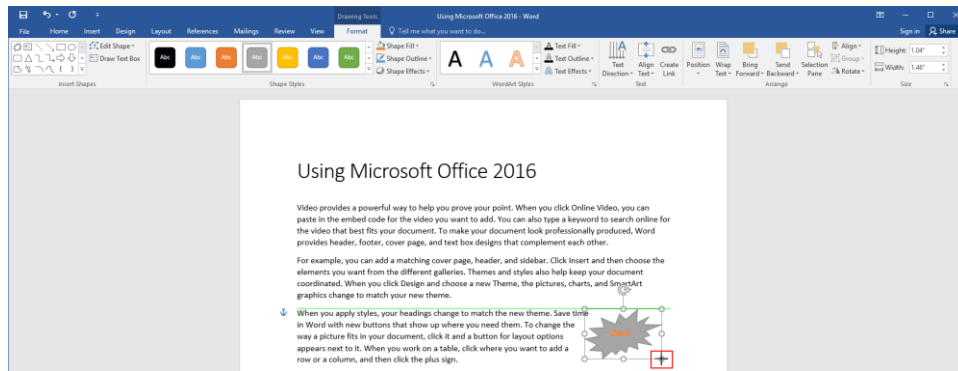 Drawing Tools
Using Microsoft Office 2016 - Word
File Home Insert Design Layout References Mailings Review View Format Tell me what you want to do... Sign in Share
Edit Shape
Draw Text Box
Insert Shapes
Abc Abc Abc Abc Abc Abc Abc
Shape Styles
Shape Fill
Shape Outline
Shape Effects
A A A
WordArt Styles
Text Fill
Text Outline
Text Effects
Text Direction
Align Text
Create Link
Text
Position
Wrap Text
Bring Forward
Send Backward
Selection Pane
Align
Group
Rotate
Arrange
Height: 1.04"
Width: 1.46"
Size
Using Microsoft Office 2016
Video provides a powerful way to help you prove your point. When you click Online Video, you can
paste in the embed code for the video you want to add. You can also type a keyword to search online for
the video that best fits your document. To make your document look professionally produced, Word
provides header, footer, cover page, and text box designs that complement each other.
For example, you can add a matching cover page, header, and sidebar. Click Insert and then choose the
elements you want from the different galleries. Themes and styles also help keep your document
coordinated. When you click Design and choose a new Theme, the pictures, charts, and SmartArt
graphics change to match your new theme.
When you apply styles, your headings change to match the new theme. Save time
in Word with new buttons that show up where you need them. To change the
way a picture fits in your document, click it and a button for layout options
appears next to it. When you work on a table, click where you want to add a
row or a column, and then click the plus sign.